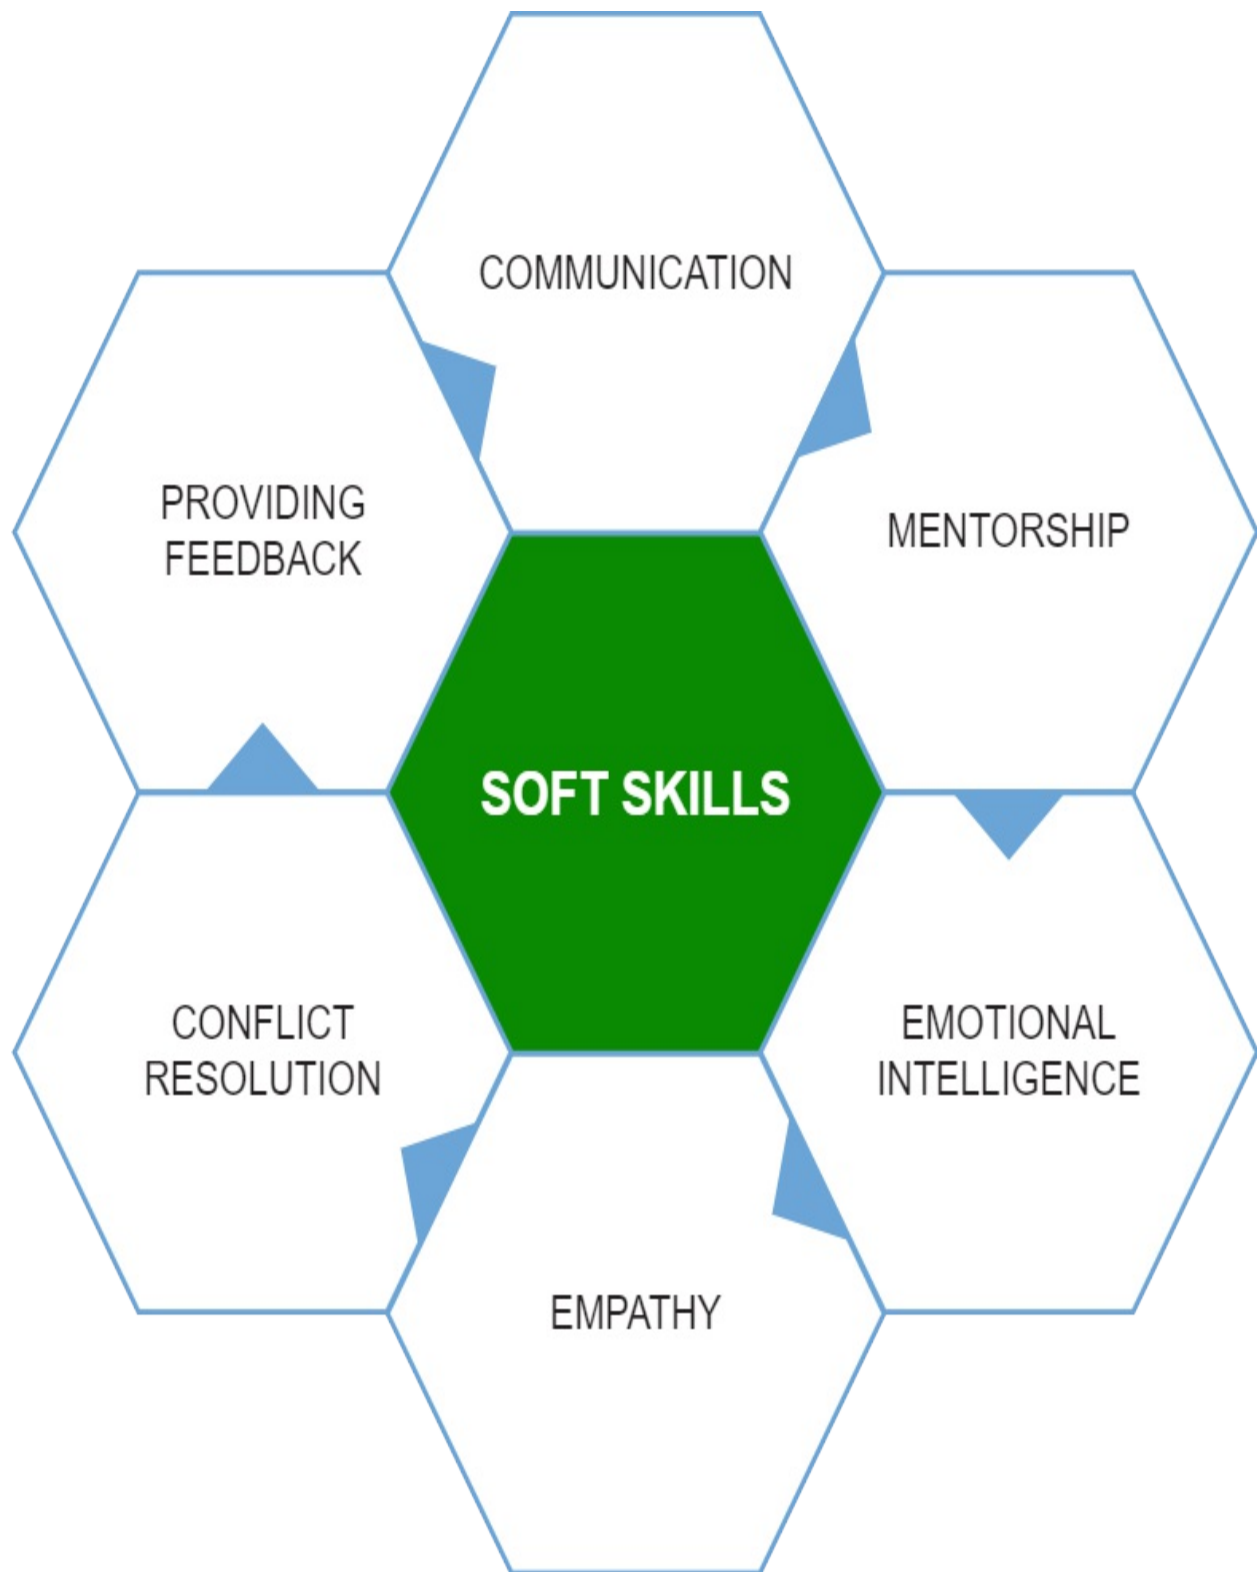 COMMUNICATION
PROVIDING
FEEDBACK
MENTORSHIP
SOFT SKILLS
CONFLICT
RESOLUTION
EMOTIONAL
INTELLIGENCE
EMPATHY